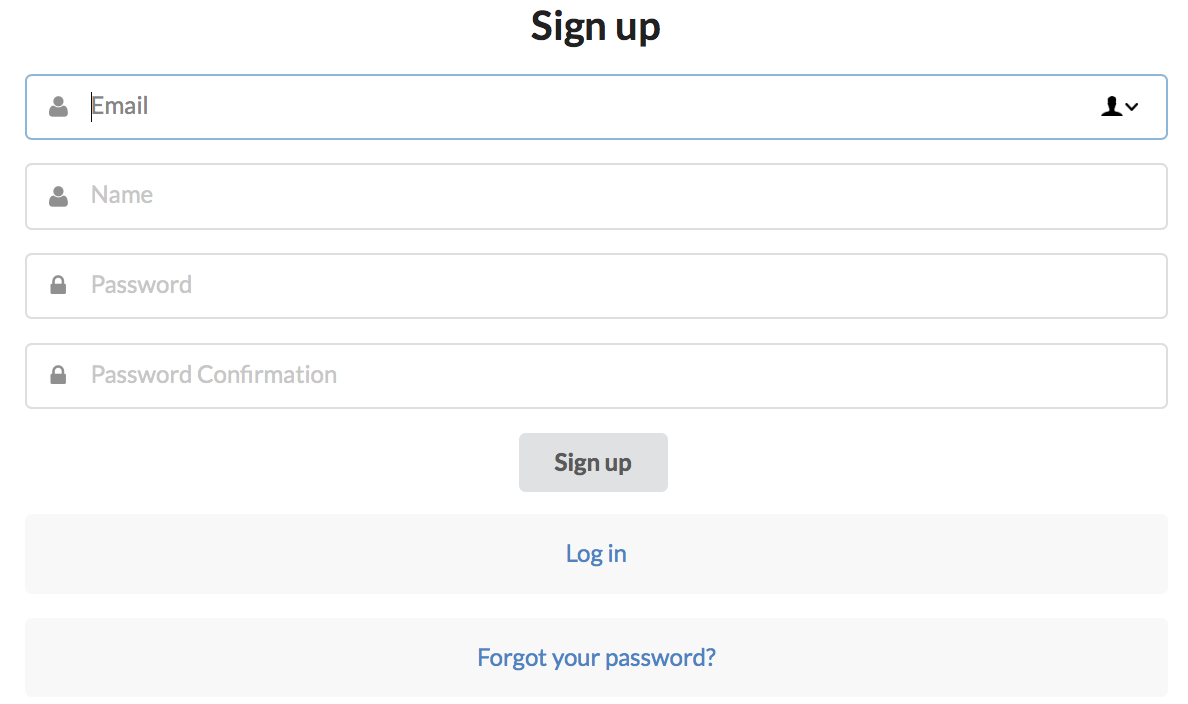 Sign up
Email
Name
Password
Password Confirmation
Sign up
Log in
Forgot your password?